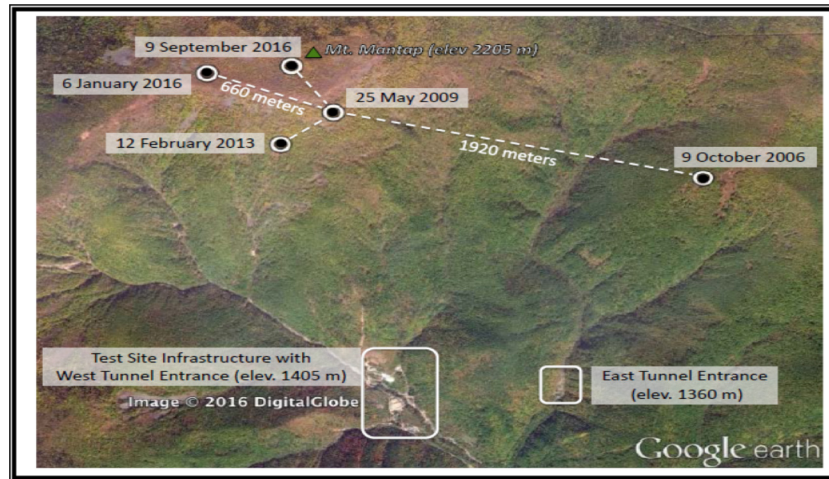 9 September 2016
Mt. Mantap (elev 2205 m)
6 January 2016
660 meters
25 May 2009
12 February 2013
1920 meters
9 October 2006
Test Site Infrastructure with
West Tunnel Entrance (elev. 1405 m)
East Tunnel Entrance
(elev. 1360 m)
Image © 2016 DigitalGlobe
Google earth